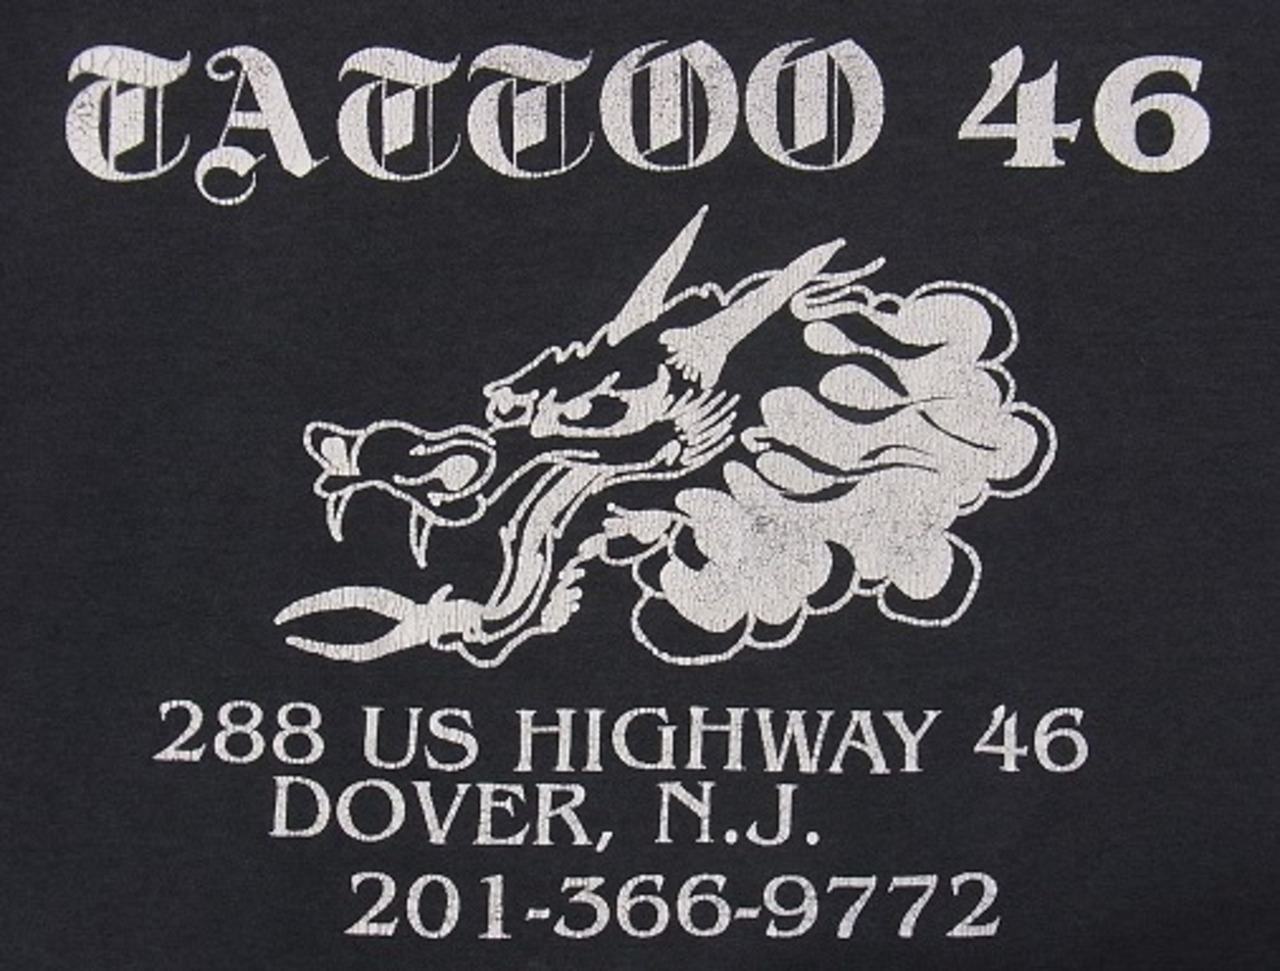 TATTOO 46
288 US HIGHWAY 46
DOVER, N.J.
201-366-9772